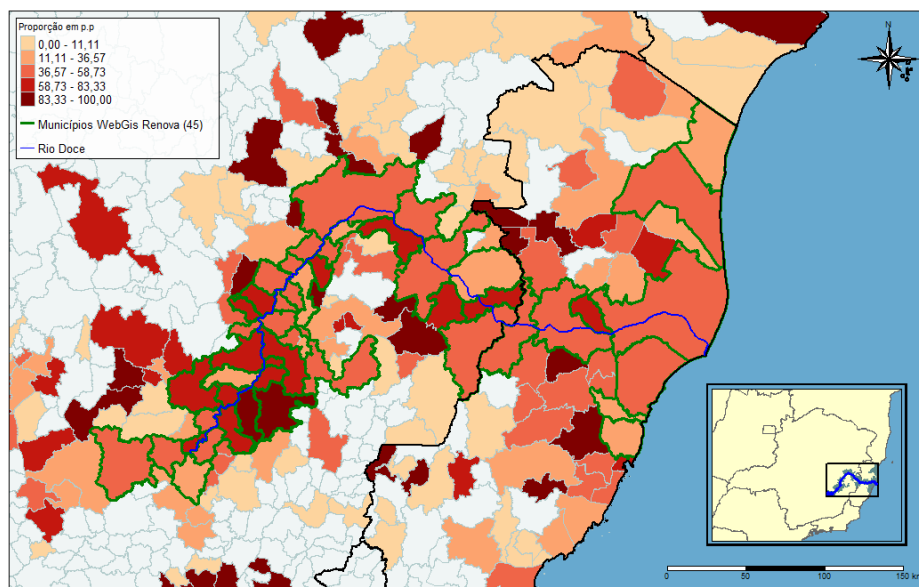 Proporção em p.p
0,00 - 11,11
11,11 - 36,57
36,57 - 58,73
58,73 - 83,33
83,33 - 100,00
Municípios WebGis Renova (45)
Rio Doce
N
0 50 100 150 km